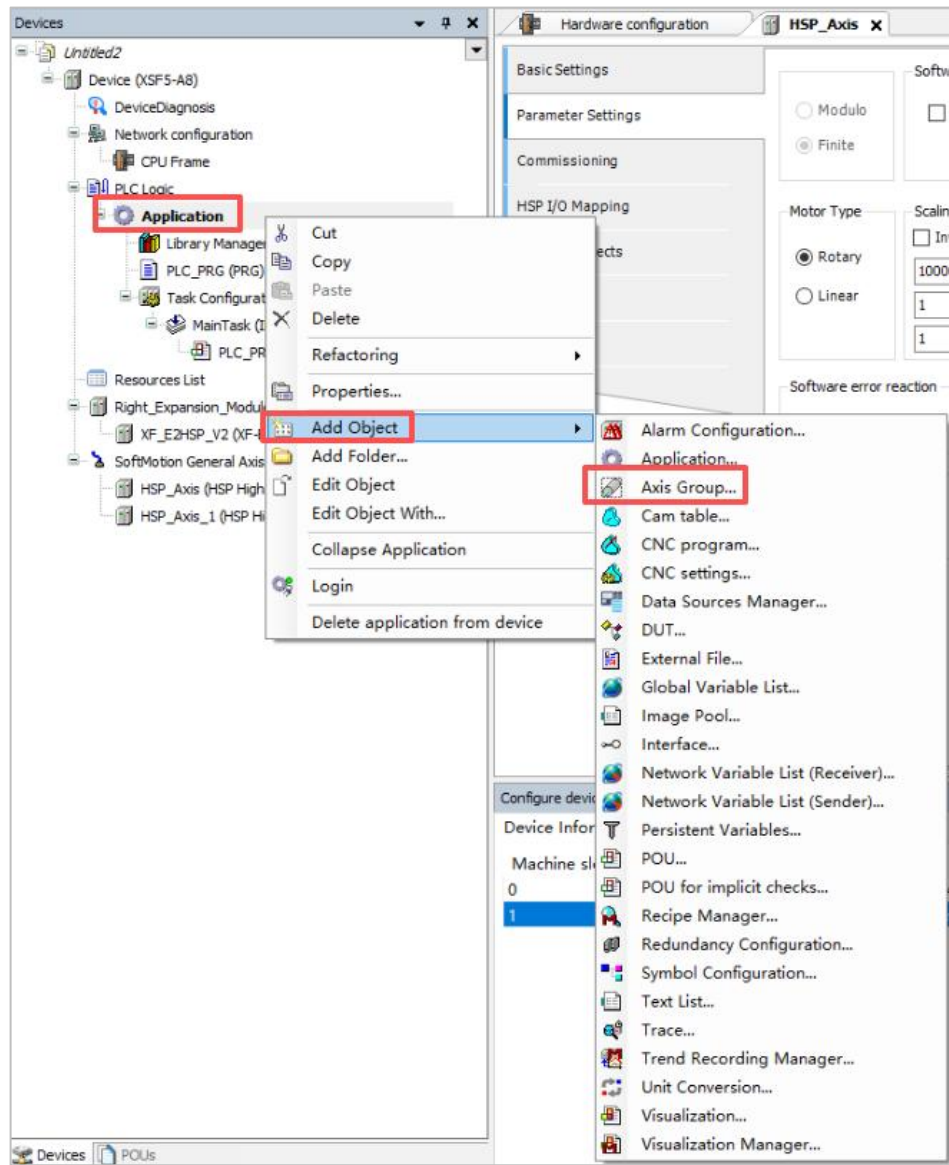 Devices
Untitled2
Device (XSF5-A8)
DeviceDiagnosis
Network configuration
CPU Frame
PLC Logic
Application
Library Manager
PLC_PRG (PRG)
Task Configurat
MainTask (I
PLC_PR
Resources List
Right_Expansion_Modul
XF_E2HSP_V2 (XF-
SoftMotion General Axis
HSP_Axis (HSP High
HSP_Axis_1 (HSP Hi
Devices
POUs
Cut
Copy
Paste
Delete
Refactoring
Properties...
Add Object
Add Folder...
Edit Object
Edit Object With...
Collapse Application
Login
Delete application from device
Alarm Configuration...
Application...
Axis Group...
Cam table...
CNC program...
CNC settings...
Data Sources Manager...
DUT...
External File...
Global Variable List...
Image Pool...
Interface...
Network Variable List (Receiver)...
Network Variable List (Sender)...
Persistent Variables...
POU...
POU for implicit checks...
Recipe Manager...
Redundancy Configuration...
Symbol Configuration...
Text List...
Trace...
Trend Recording Manager...
Unit Conversion...
Visualization...
Visualization Manager...
Hardware configuration
HSP_Axis
Basic Settings
Parameter Settings
Commissioning
HSP I/O Mapping
ects
Softw
Modulo
Finite
Motor Type
Rotary
Linear
Scalin
In
1000
1
1
Software error reaction
Configure devic
Device Infor
Machine sl
0
1